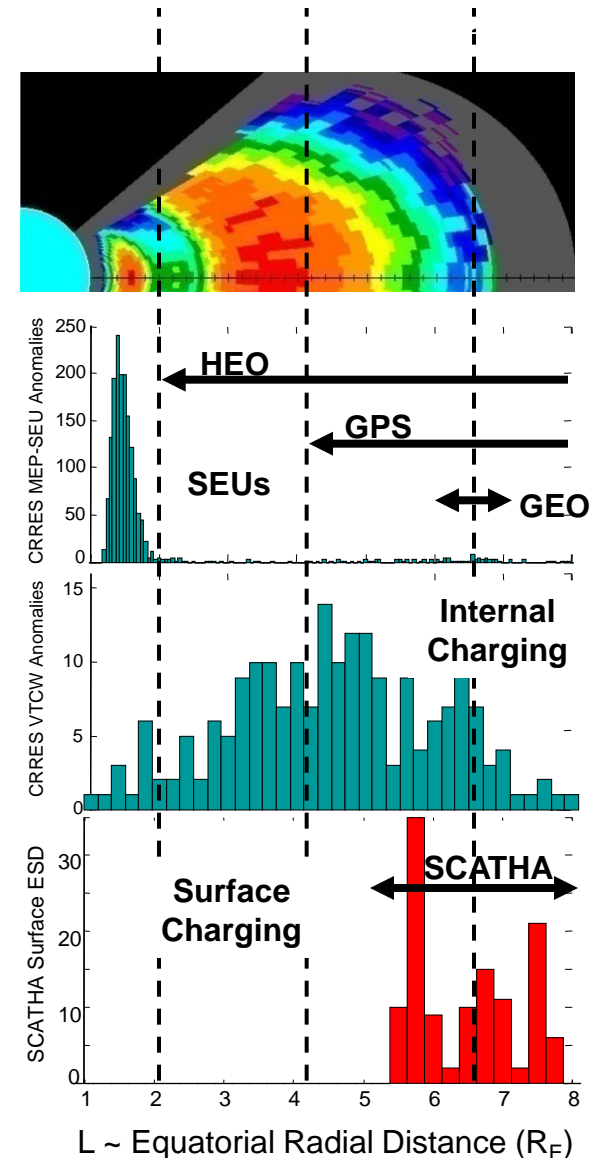 250
200
150
100
50
0
CRRES MEP-SEU Anomalies
HEO
GPS
SEUs
GEO
15
10
5
0
CRRES VTCW Anomalies
Internal
Charging
30
20
10
0
SCATHA Surface ESD
SCATHA
Surface
Charging
1 2 3 4 5 6 7 8
L ~ Equatorial Radial Distance (R_E)